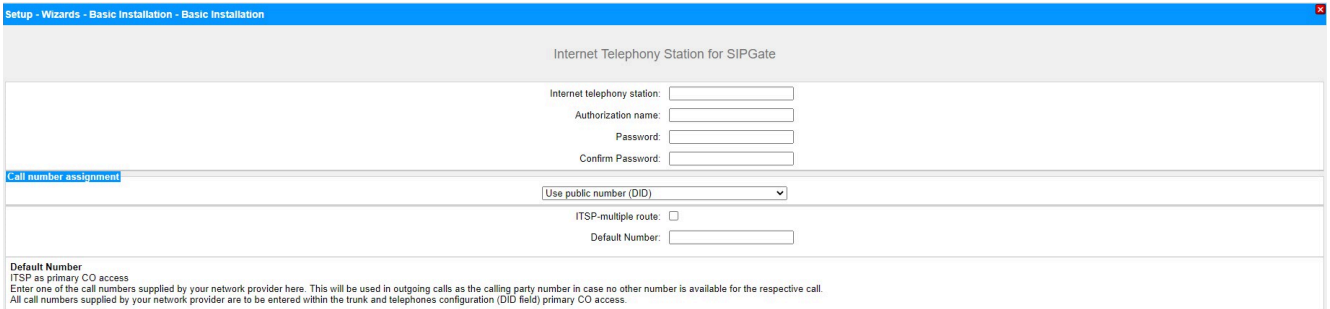 Setup - Wizards - Basic Installation - Basic Installation
Internet Telephony Station for SIPGate
Internet telephony station:
Authorization name:
Password:
Confirm Password:
Call number assignment
Use public number (DID)
ITSP-multiple route:
Default Number:
Default Number
ITSP as primary CO access
Enter one of the call numbers supplied by your network provider here. This will be used in outgoing calls as the calling party number in case no other number is available for the respective call.
All call numbers supplied by your network provider are to be entered within the trunk and telephones configuration (DID field) primary CO access.